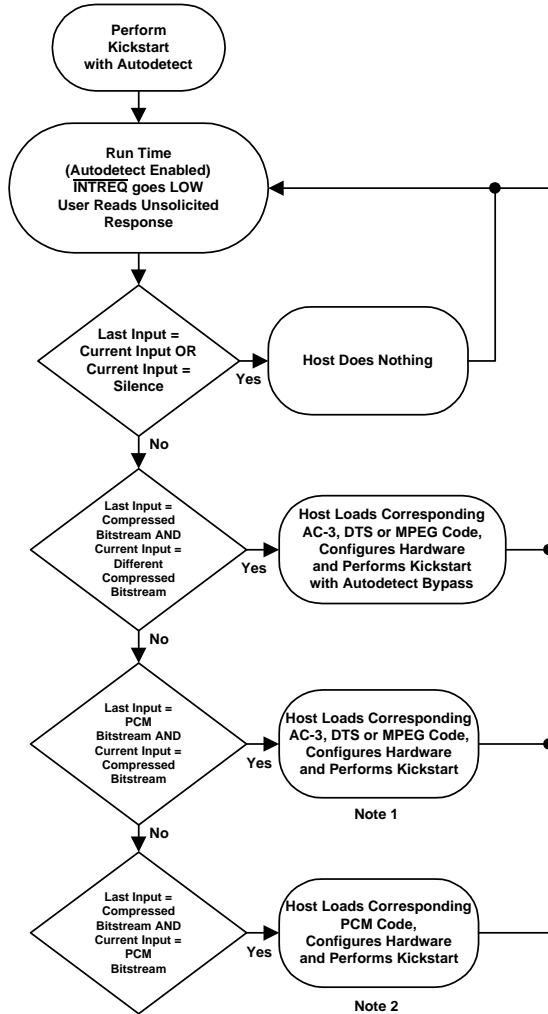 Perform
Kickstart
with Autodetect
Run Time
(Autodetect Enabled)
INTREQ goes LOW
User Reads Unsolicited
Response
Last Input =
Current Input OR
Current Input =
Silence
Yes
Host Does Nothing
No
Last Input =
Compressed
Bitstream AND
Current Input =
Different
Compressed
Bitstream
Yes
Host Loads Corresponding
AC-3, DTS or MPEG Code,
Configures Hardware
and Performs Kickstart
with Autodetect Bypass
No
Last Input =
PCM
Bitstream AND
Current Input =
Compressed
Bitstream
Yes
Host Loads Corresponding
AC-3, DTS or MPEG Code,
Configures Hardware
and Performs Kickstart
Note 1
No
Last Input =
Compressed
Bitstream AND
Current Input =
PCM
Bitstream
Yes
Host Loads Corresponding
PCM Code,
Configures Hardware
and Performs Kickstart
Note 2